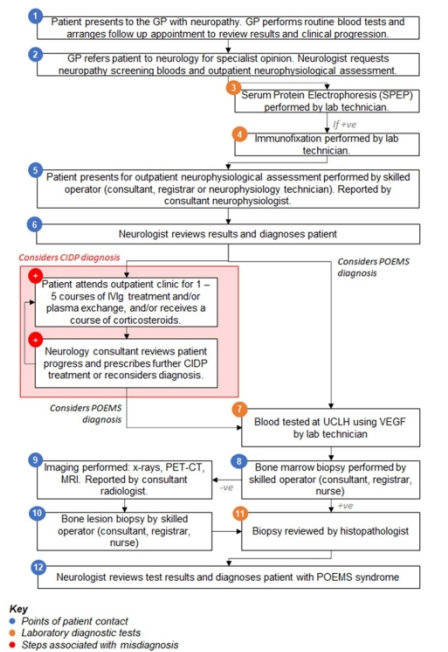 1
Patient presents to the GP with neuropathy. GP performs routine blood tests and
arranges follow up appointment to review results and clinical progression.
2
GP refers patient to neurology for specialist opinion. Neurologist requests
neuropathy screening bloods and outpatient neurophysiological assessment.
3
Serum Protein Electrophoresis (SPEP)
performed by lab technician.
If +ve
4
Immunofixation performed by lab
technician.
5
Patient presents for outpatient neurophysiological assessment performed by skilled
operator (consultant, registrar or neurophysiology technician). Reported by
consultant neurophysiologist.
6
Neurologist reviews results and diagnoses patient
Considers CIDP diagnosis
Considers POEMS
diagnosis
+
Patient attends outpatient clinic for 1 –
5 courses of IVIg treatment and/or
plasma exchange, and/or receives a
course of corticosteroids.
+
Neurology consultant reviews patient
progress and prescribes further CIDP
treatment or reconsiders diagnosis.
Considers POEMS
diagnosis
7
Blood tested at UCLH using VEGF
by lab technician
9
Imaging performed: x-rays, PET-CT,
MRI. Reported by consultant
radiologist.
8
Bone marrow biopsy performed by
skilled operator (consultant, registrar,
nurse)
-ve
+ve
10
Bone lesion biopsy by skilled
operator (consultant, registrar,
nurse)
11
Biopsy reviewed by histopathologist
12
Neurologist reviews test results and diagnoses patient with POEMS syndrome
Key
Points of patient contact
Laboratory diagnostic tests
Steps associated with misdiagnosis